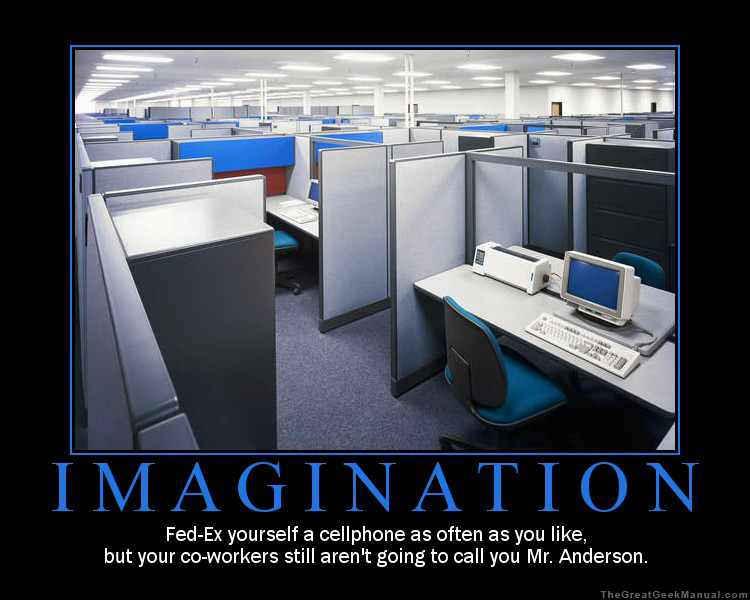 IMAGINATION
Fed-Ex yourself a cellphone as often as you like,
but your co-workers still aren't going to call you Mr. Anderson.
TheGreatGeekManual.com